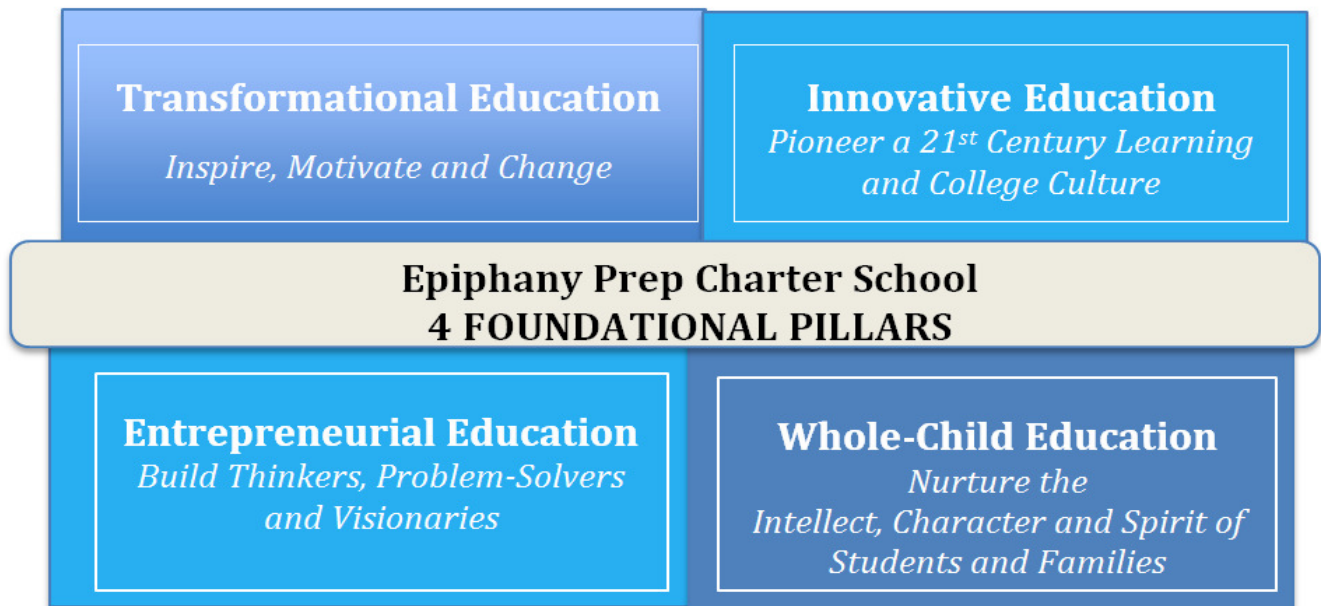 Transformational Education
Inspire, Motivate and Change
Innovative Education
Pioneer a 21st Century Learning
and College Culture
Epiphany Prep Charter School
4 FOUNDATIONAL PILLARS
Entrepreneurial Education
Build Thinkers, Problem-Solvers
and Visionaries
Whole-Child Education
Nurture the
Intellect, Character and Spirit of
Students and Families